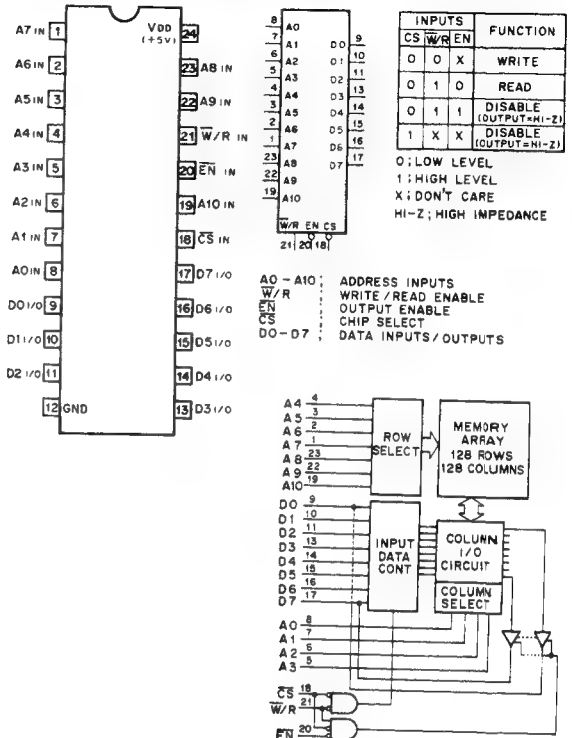 A7 IN 1
VDD
(+5V)
24
A6 IN 2
23 A8 IN
A5 IN 3
22 A9 IN
A4 IN 4
21 W/R IN
A3 IN 5
20 EN IN
A2 IN 6
19 A10 IN
A1 IN 7
18 CS IN
A0 IN 8
17 D7 I/O
D0 I/O 9
16 D6 I/O
D1 I/O 10
15 D5 I/O
D2 I/O 11
14 D4 I/O
12 GND
13 D3 I/O
8 A0
7 A1
6 A2
5 A3
4 A4
3 A5
2 A6
1 A7
23 A8
22 A9
19 A10
D0 9
D1 10
D2 11
D3 13
D4 14
D5 15
D6 16
D7 17
W/R EN CS
21 20 18
INPUTS FUNCTION
CS W/R EN
0 0 X WRITE
0 1 0 READ
0 1 1 DISABLE
(OUTPUT=HI-Z)
1 X X DISABLE
(OUTPUT=HI-Z)
0 ; LOW LEVEL
1 ; HIGH LEVEL
X ; DON'T CARE
HI-Z ; HIGH IMPEDANCE
A0 - A10 ; ADDRESS INPUTS
W/R ; WRITE / READ ENABLE
EN ; OUTPUT ENABLE
CS ; CHIP SELECT
D0 - D7 ; DATA INPUTS / OUTPUTS
A4 4
A5 3
A6 2
A7 1
A8 23
A9 22
A10 19
ROW
SELECT
MEMORY
ARRAY
128 ROWS
128 COLUMNS
D0 9
D1 10
D2 11
D3 13
D4 14
D5 15
D6 16
D7 17
INPUT
DATA
CONT
COLUMN
I/O
CIRCUIT
COLUMN
SELECT
A0 8
A1 7
A2 6
A3 5
CS 18
W/R 21
EN 20